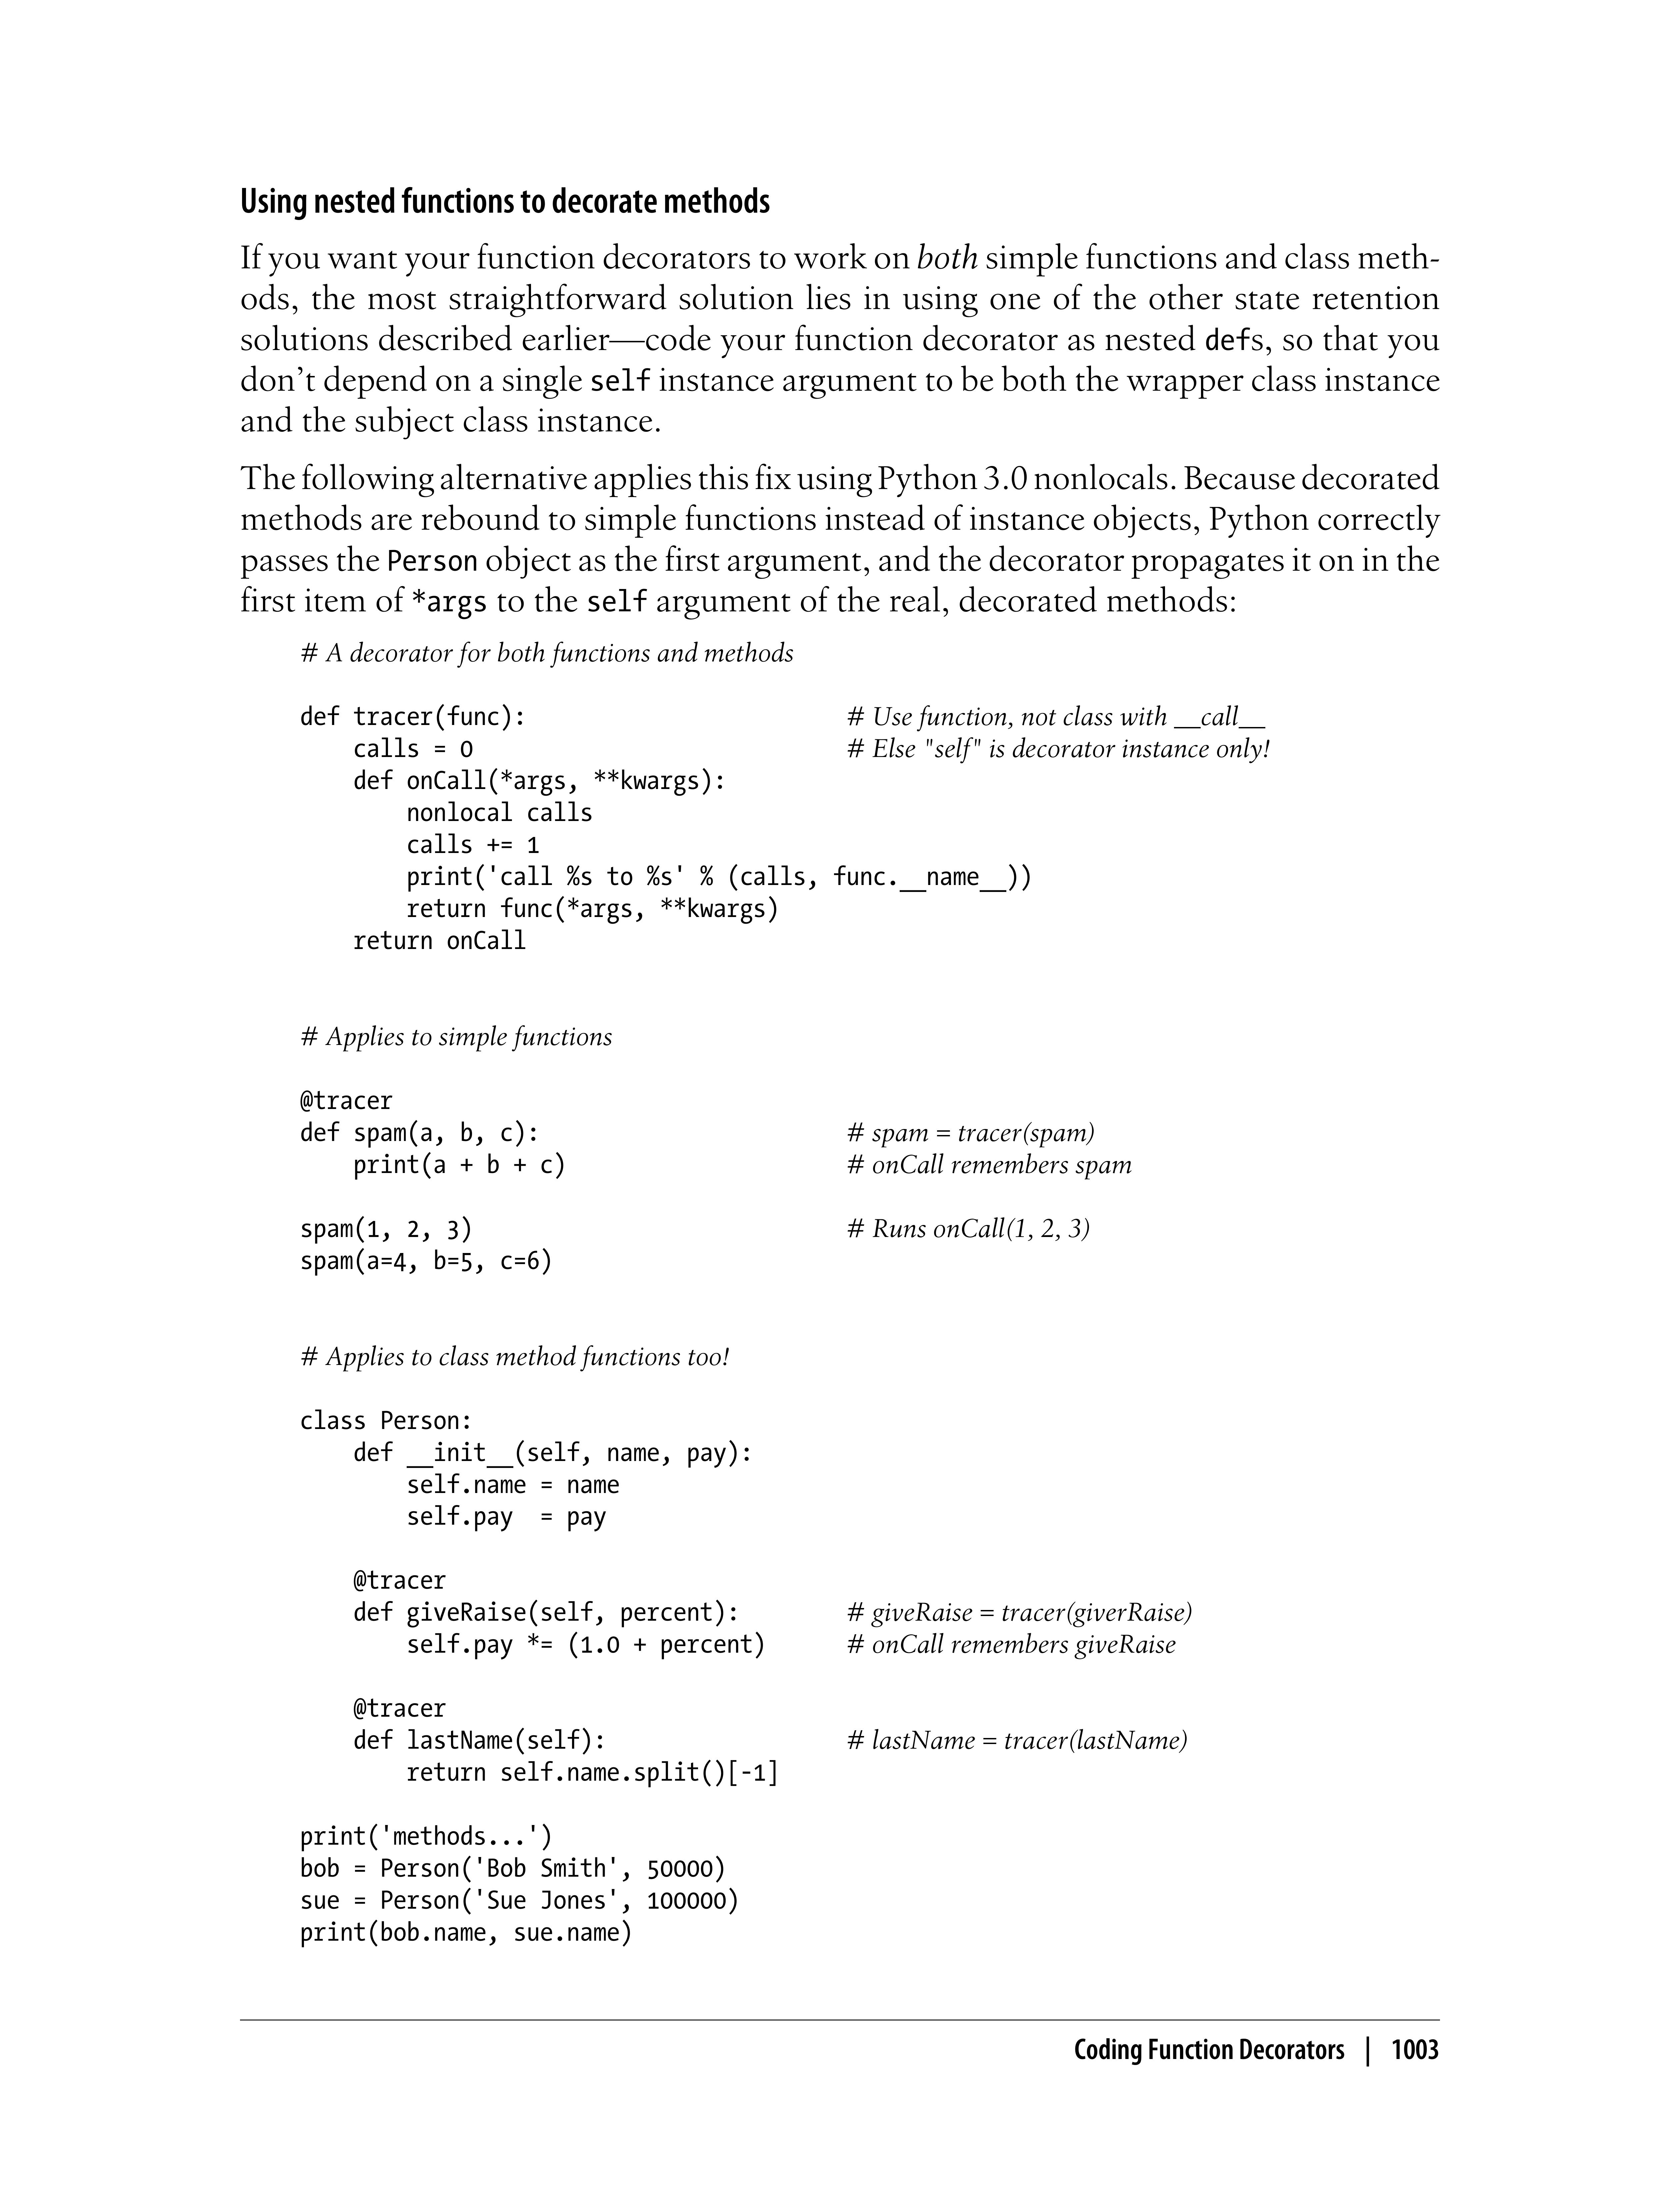 Using nested functions to decorate methods
If you want your function decorators to work on both simple functions and class meth-
ods, the most straightforward solution lies in using one of the other state retention
solutions described earlier—code your function decorator as nested defs, so that you
don’t depend on a single self instance argument to be both the wrapper class instance
and the subject class instance.
The following alternative applies this fix using Python 3.0 nonlocals. Because decorated
methods are rebound to simple functions instead of instance objects, Python correctly
passes the Person object as the first argument, and the decorator propagates it on in the
first item of *args to the self argument of the real, decorated methods:
# A decorator for both functions and methods
def tracer(func): # Use function, not class with __call__
    calls = 0 # Else "self" is decorator instance only!
    def onCall(*args, **kwargs):
        nonlocal calls
        calls += 1
        print('call %s to %s' % (calls, func.__name__))
        return func(*args, **kwargs)
    return onCall
# Applies to simple functions
@tracer
def spam(a, b, c): # spam = tracer(spam)
    print(a + b + c) # onCall remembers spam
spam(1, 2, 3) # Runs onCall(1, 2, 3)
spam(a=4, b=5, c=6)
# Applies to class method functions too!
class Person:
    def __init__(self, name, pay):
        self.name = name
        self.pay  = pay
    @tracer
    def giveRaise(self, percent): # giveRaise = tracer(giverRaise)
        self.pay *= (1.0 + percent) # onCall remembers giveRaise
    @tracer
    def lastName(self): # lastName = tracer(lastName)
        return self.name.split()[-1]
print('methods...')
bob = Person('Bob Smith', 50000)
sue = Person('Sue Jones', 100000)
print(bob.name, sue.name)
Coding Function Decorators | 1003